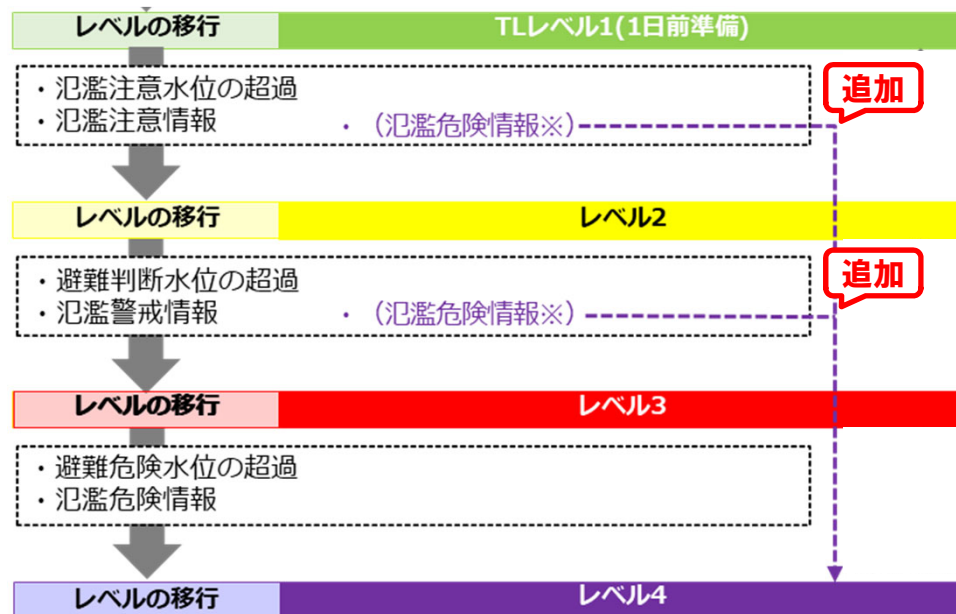 レベルの移行 TLレベル1(1日前準備)
・氾濫注意水位の超過
追加
・氾濫注意情報 ・（氾濫危険情報※）
レベルの移行 レベル2
・避難判断水位の超過
追加
・氾濫警戒情報 ・（氾濫危険情報※）
レベルの移行 レベル3
・避難危険水位の超過
・氾濫危険情報
レベルの移行 レベル4